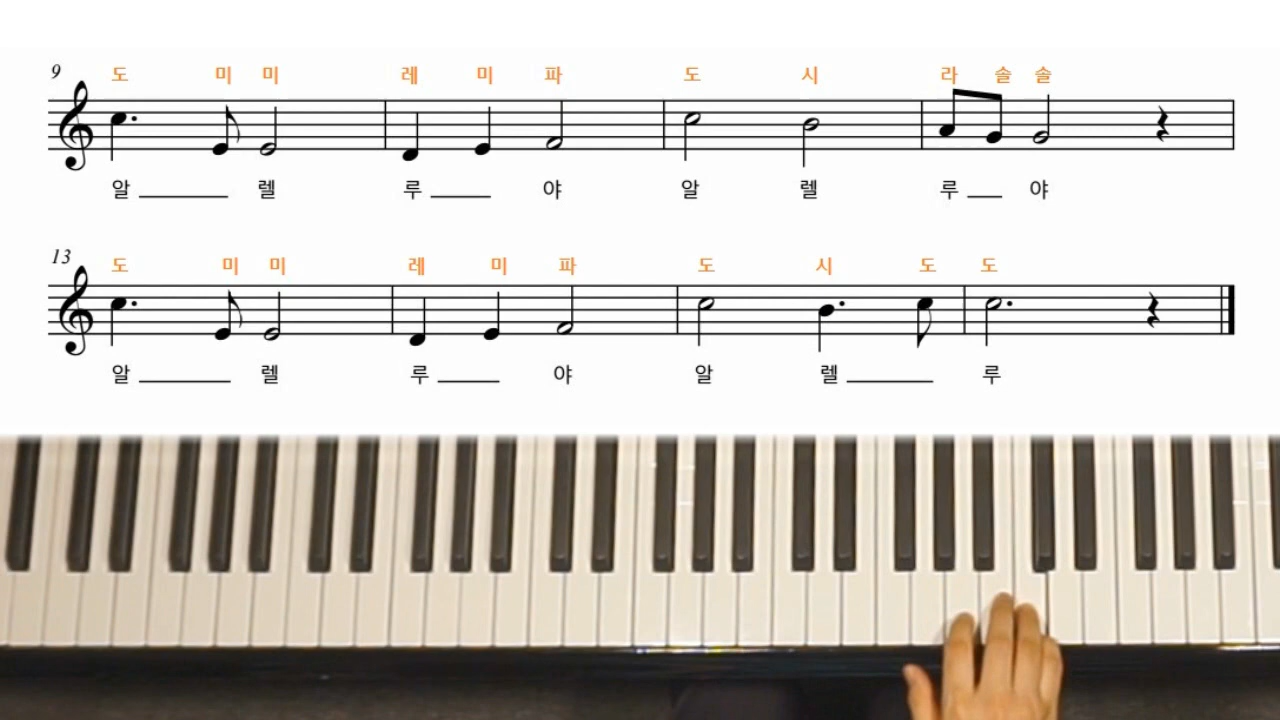 9 도 미 미 레 미 파 도 시 라 솔 솔
알 렐 루 야 알 렐 루 야
13 도 미 미 레 미 파 도 시 도 도
알 렐 루 야 알 렐 루